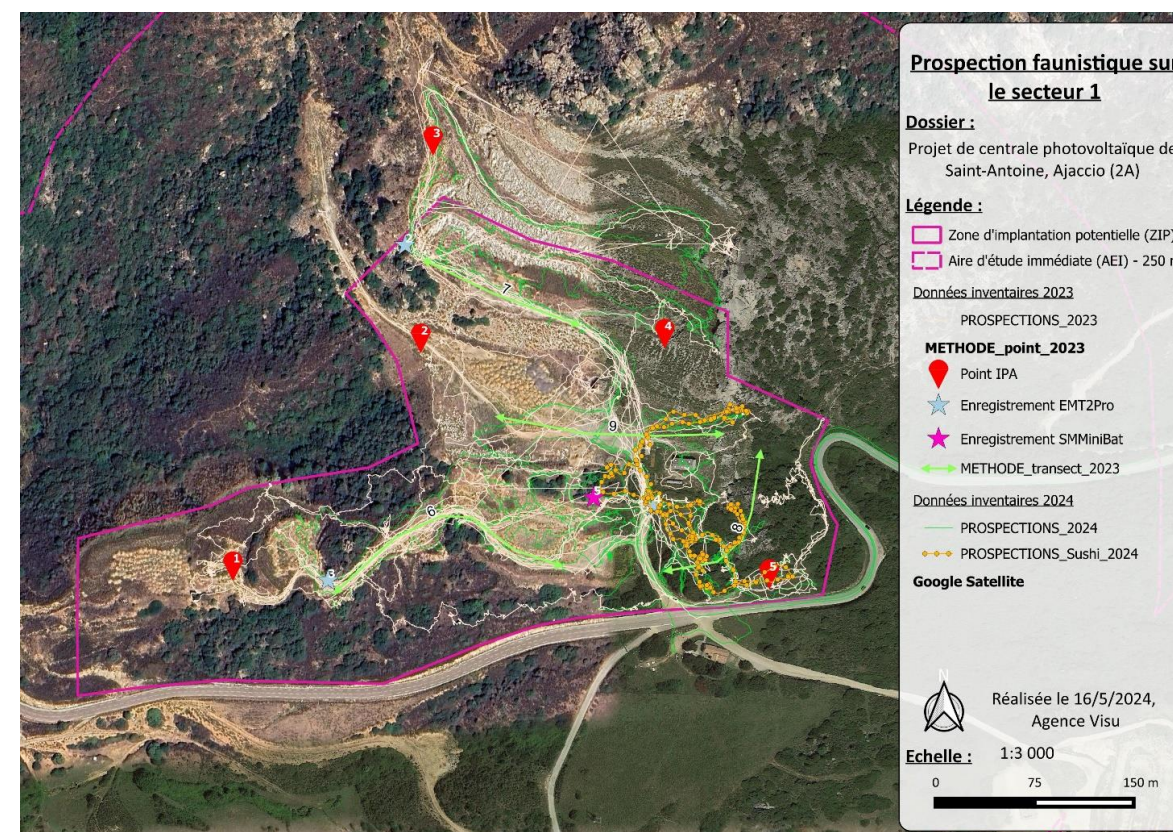 Prospection faunistique sur
le secteur 1
Dossier :
Projet de centrale photovoltaïque de
Saint-Antoine, Ajaccio (2A)
Légende :
Zone d'implantation potentielle (ZIP)
Aire d'étude immédiate (AEI) - 250 m
Données inventaires 2023
PROSPECTIONS_2023
METHODE_point_2023
Point IPA
Enregistrement EMT2Pro
Enregistrement SMMiniBat
METHODE_transect_2023
Données inventaires 2024
PROSPECTIONS_2024
PROSPECTIONS_Sushi_2024
Google Satellite
N
Réalisée le 16/5/2024,
Agence Visu
Echelle : 1:3 000
0 75 150 m
3
7
2
4
9
6
8
1
5